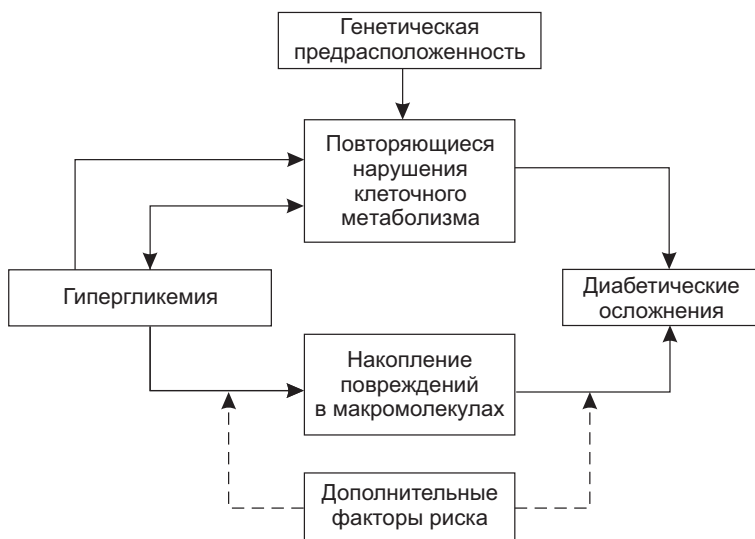 Генетическая
предрасположенность
Повторяющиеся
нарушения
клеточного
метаболизма
Гипергликемия
Диабетические
осложнения
Накопление
повреждений
в макромолекулах
Дополнительные
факторы риска